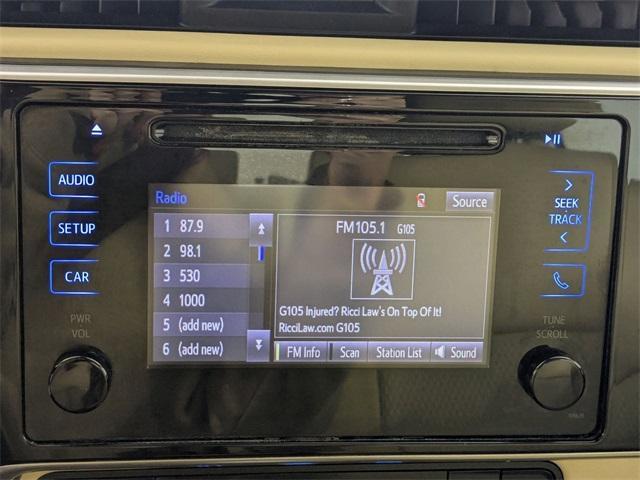 AUDIO
SETUP
CAR
PWR
VOL
Radio
Source
1 87.9
2 98.1
3 530
4 1000
5 (add new)
6 (add new)
FM105.1 G105
G105 Injured? Ricci Law's On Top Of It!
RicciLaw.com G105
FM Info
Scan
Station List
Sound
SEEK
TRACK
TUNE
SCROLL